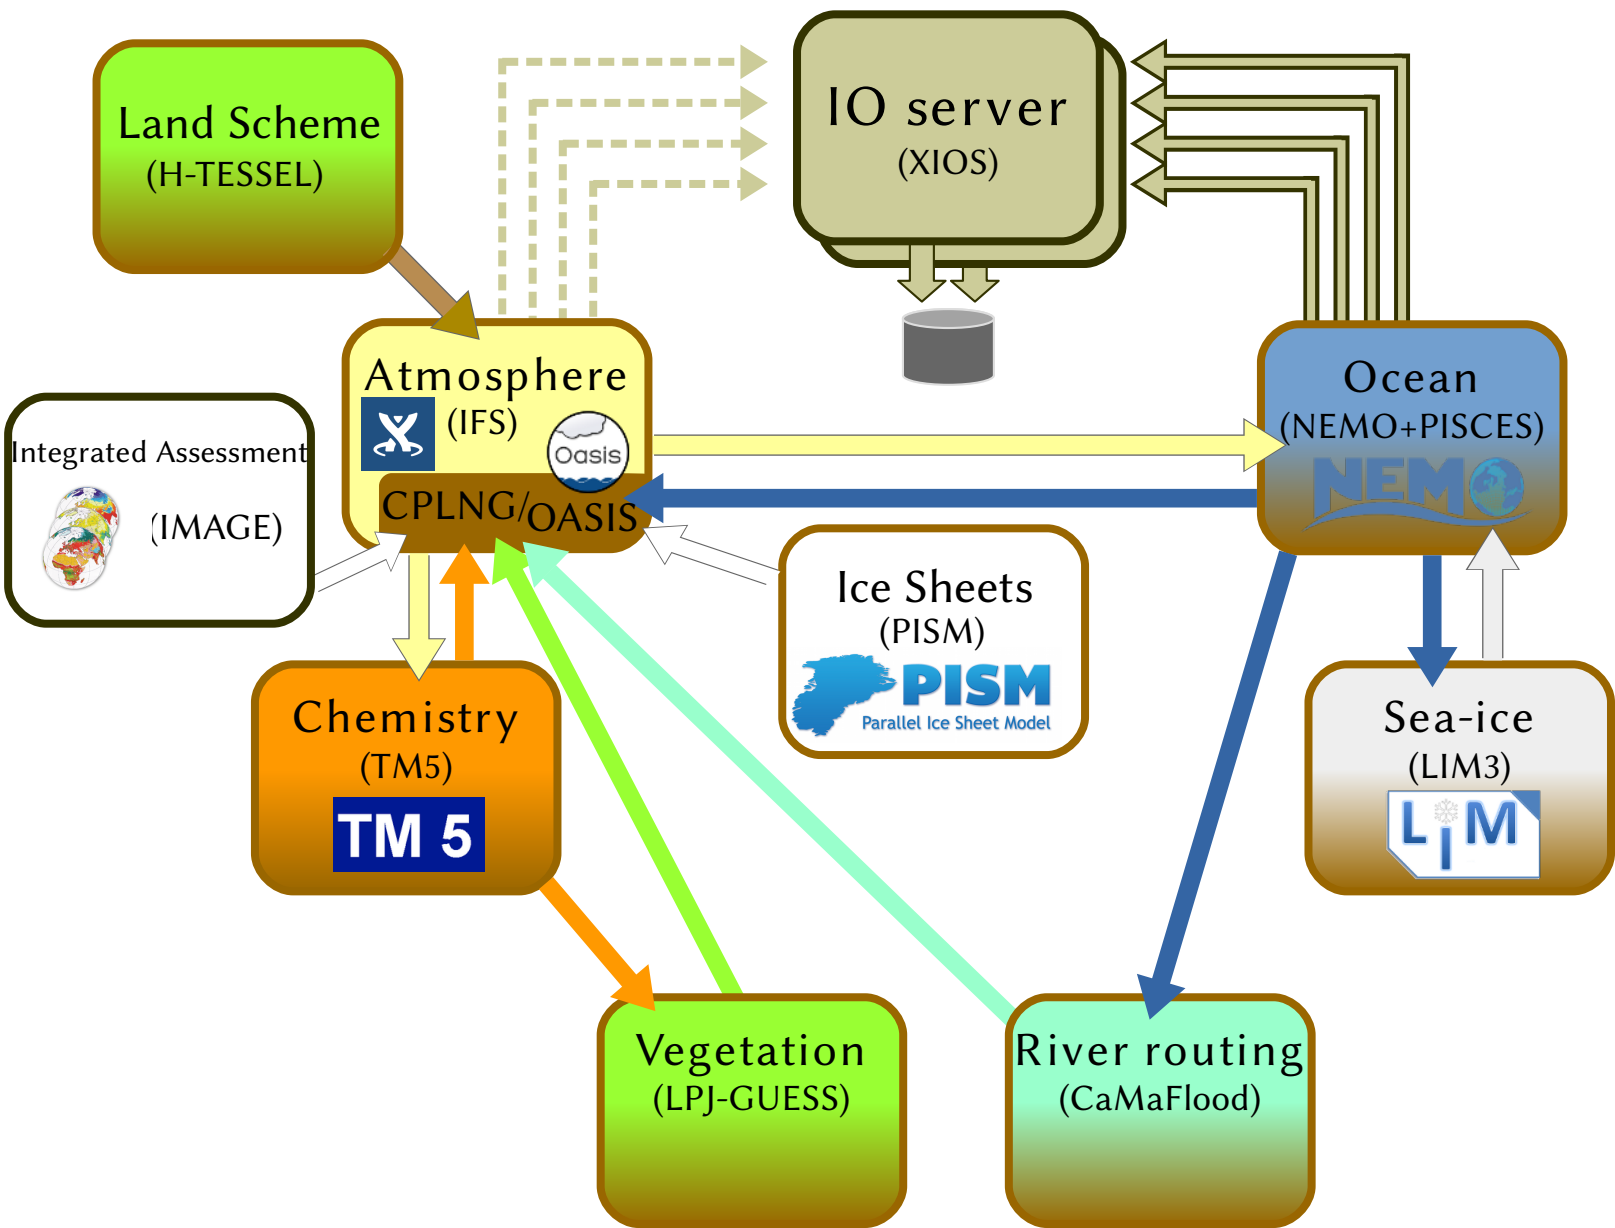 Land Scheme
(H-TESSEL)
IO server
(XIOS)
Atmosphere
(IFS)
Oasis
CPLNG/OASIS
Ocean
(NEMO+PISCES)
NEMO
Integrated Assessment
(IMAGE)
Ice Sheets
(PISM)
PISM
Parallel Ice Sheet Model
Chemistry
(TM5)
TM 5
Sea-ice
(LIM3)
LiM
Vegetation
(LPJ-GUESS)
River routing
(CaMaFlood)